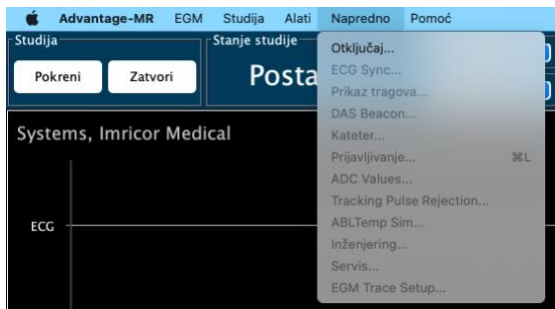 Advantage-MR EGM Studija Alati Napredno Pomoć
Studija
Pokreni Zatvori
Stanje studije
Posta
Otključaj...
ECG Sync...
Prikaz tragova...
DAS Beacon...
Kateter...
Prijavljivanje... ⌘L
ADC Values...
Tracking Pulse Rejection...
ABLTemp Sim...
Inženjering...
Servis...
EGM Trace Setup...
Systems, Imricor Medical
ECG